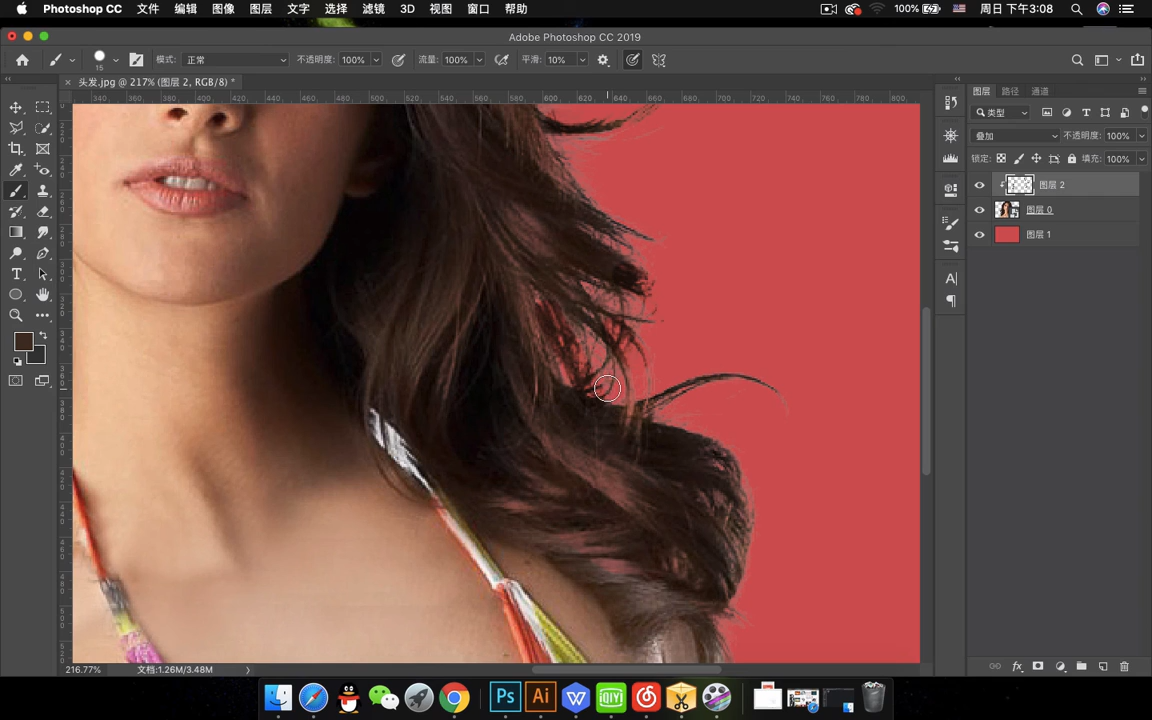 Photoshop CC 文件 编辑 图像 图层 文字 选择 滤镜 3D 视图 窗口 帮助 100% 周日 下午3:08
Adobe Photoshop CC 2019
15 模式: 正常 不透明度: 100% 流量: 100% 平滑: 10%
头发.jpg @ 217% (图层 2, RGB/8) *
340 360 380 400 420 440 460 480 500 520 540 560 580 600 620 640 660 680 700 720 740 760 780 800
图层 路径 通道
类型
叠加 不透明度: 100%
锁定: 填充: 100%
图层 2
图层 0
图层 1
216.77% 文档:1.26M/3.48M
Ps Ai iQIYI